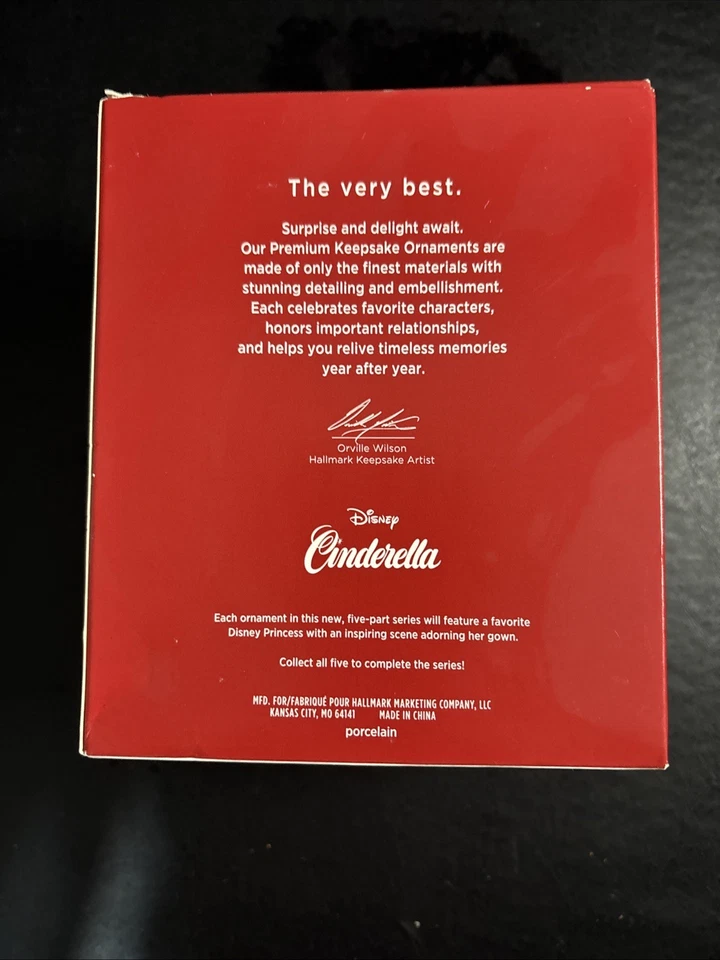 The very best.
Surprise and delight await.
Our Premium Keepsake Ornaments are
made of only the finest materials with
stunning detailing and embellishment.
Each celebrates favorite characters,
honors important relationships,
and helps you relive timeless memories
year after year.
Orville Wilson
Hallmark Keepsake Artist
Disney
Cinderella
Each ornament in this new, five-part series will feature a favorite
Disney Princess with an inspiring scene adorning her gown.
Collect all five to complete the series!
MFD. FOR/FABRIQUÉ POUR HALLMARK MARKETING COMPANY, LLC
KANSAS CITY, MO 64141 MADE IN CHINA
porcelain